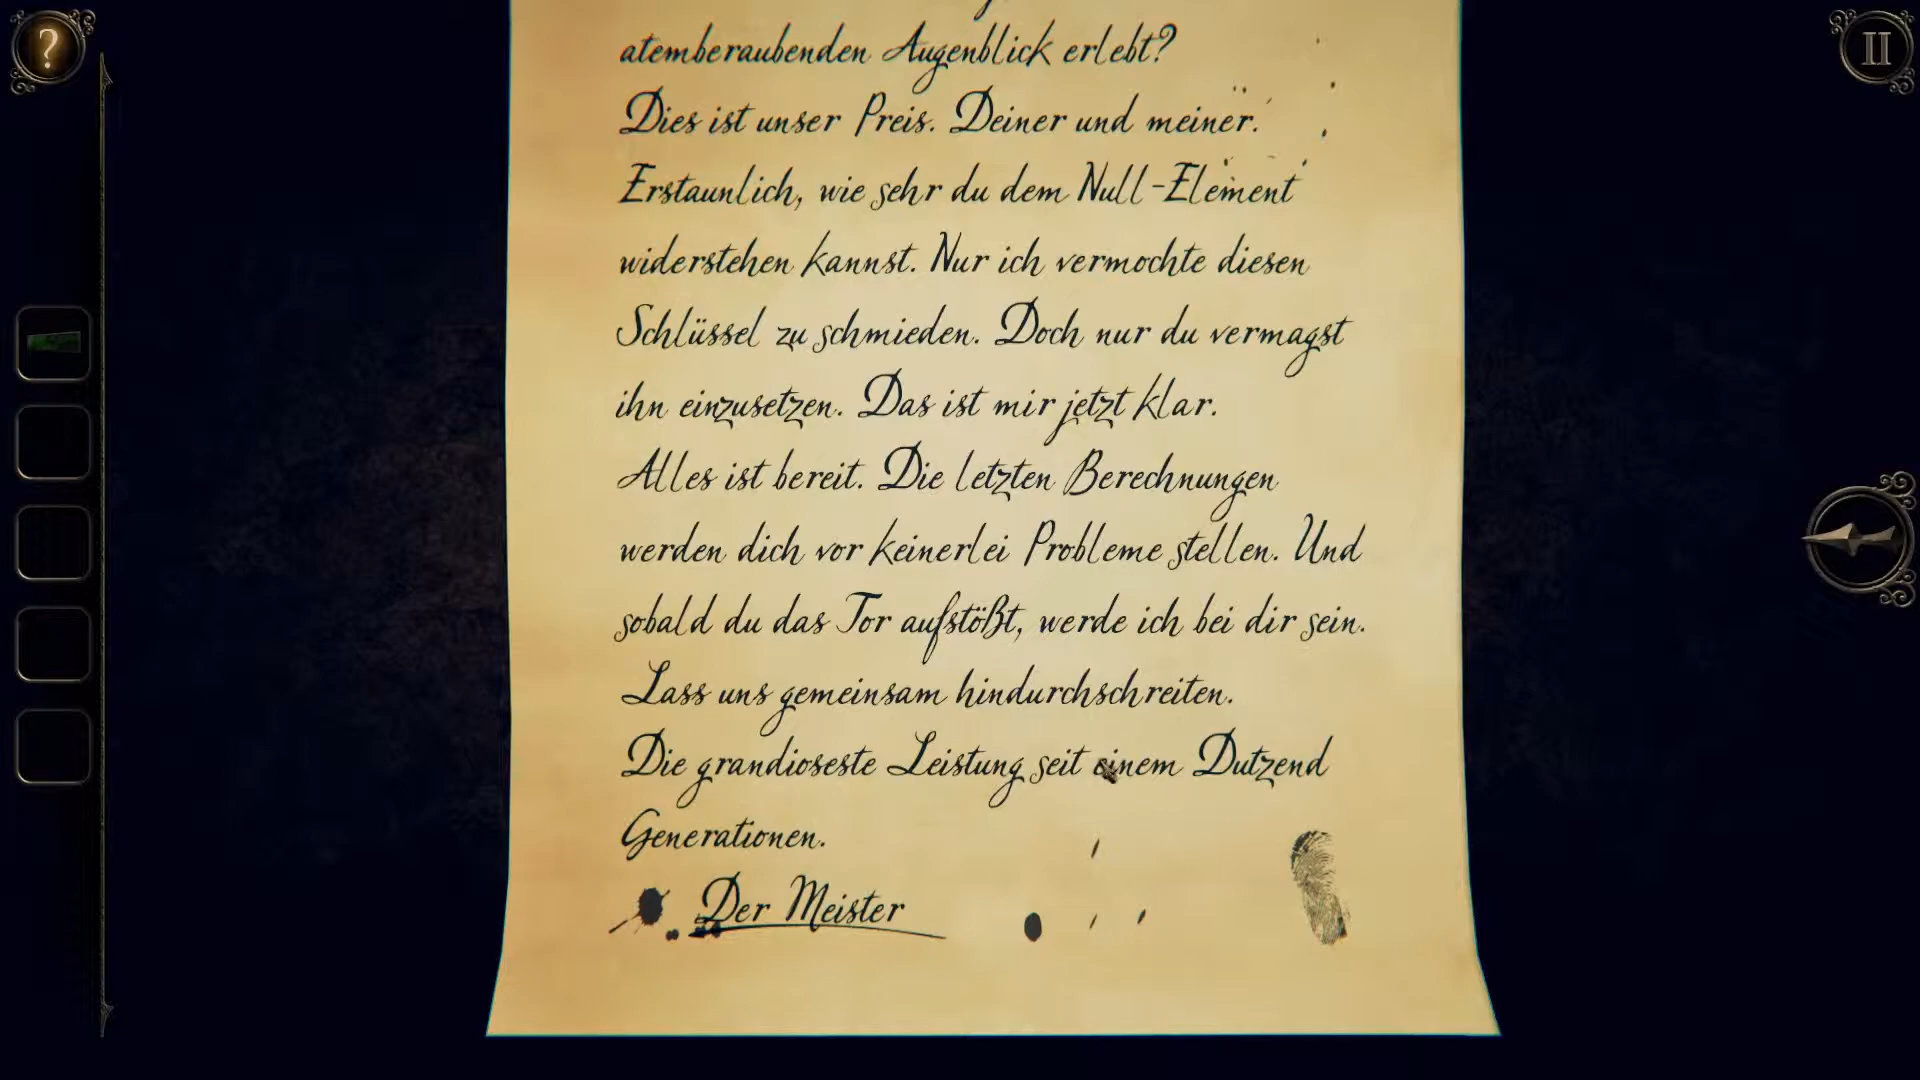 atemberaubenden Augenblick erlebt?
Dies ist unser Preis. Deiner und meiner.
Erstaunlich, wie sehr du dem Null-Element
widerstehen kannst. Nur ich vermochte diesen
Schlüssel zu schmieden. Doch nur du vermagst
ihn einzusetzen. Das ist mir jetzt klar.
Alles ist bereit. Die letzten Berechnungen
werden dich vor keinerlei Probleme stellen. Und
sobald du das Tor aufstößt, werde ich bei dir sein.
Lass uns gemeinsam hindurchschreiten.
Die grandioseste Leistung seit einem Dutzend
Generationen.
Der Meister
?
II